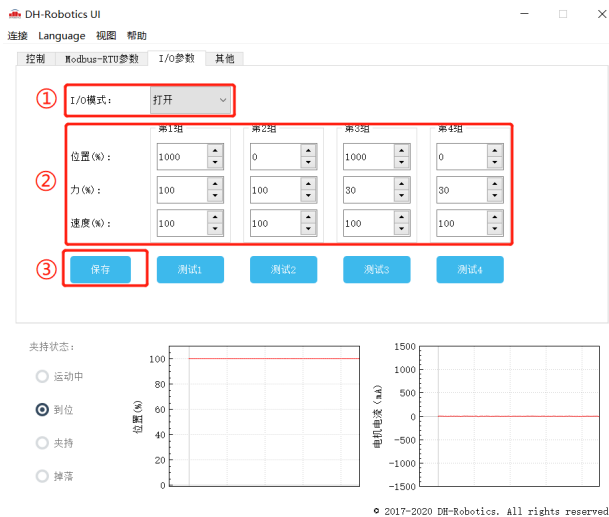 DH-Robotics UI
连接 Language 视图 帮助
控制 Modbus-RTU参数 I/O参数 其他
① I/O模式: 打开
第1组 第2组 第3组 第4组
② 位置(%): 1000 0 1000 0
力(%): 100 100 30 30
速度(%): 100 100 100 100
③ 保存 测试1 测试2 测试3 测试4
夹持状态:
运动中
到位
夹持
掉落
位置(%)
100
80
60
40
20
0
电机电流(mA)
1500
1000
500
0
-500
-1000
-1500
© 2017-2020 DH-Robotics. All rights reserved